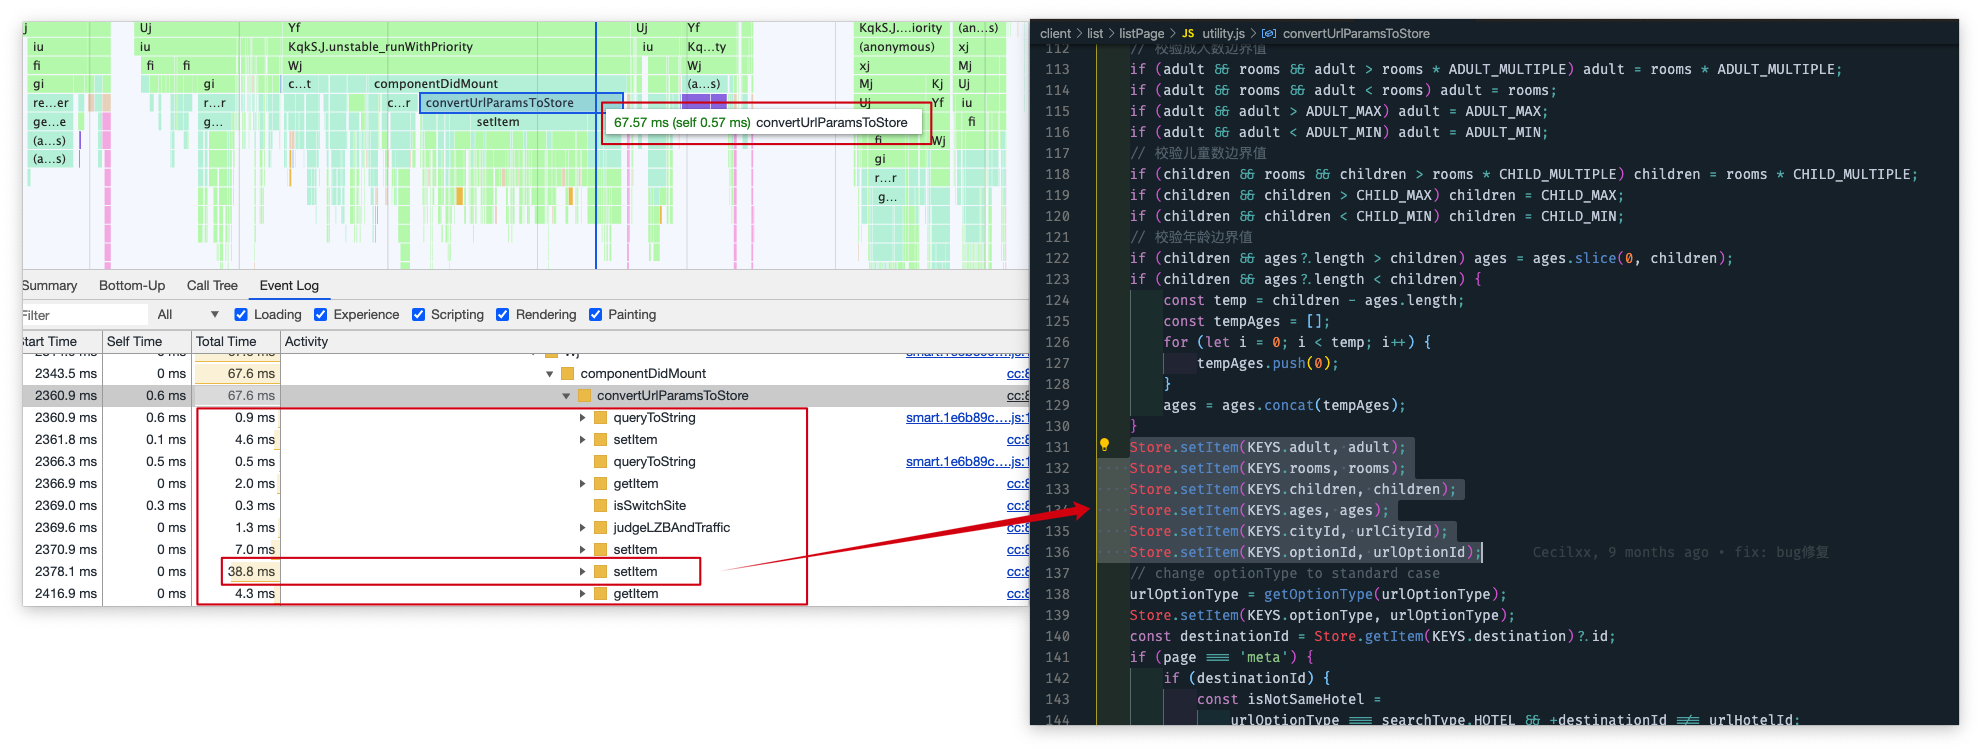 j Uj Yf Uj Yf KqkS.J....iority (an...s)
iu iu KqkS.J.unstable_runWithPriority iu Kq...ty (anonymous) xj
fi fi fi Wj Wj xj Mj
gi gi c...t componentDidMount (a...s) Mj Kj Uj
re...er r...r c...r convertUrlParamsToStore Uj Yf iu
ge...e g... setItem 67.57 ms (self 0.57 ms) convertUrlParamsToStore fi
(a...s) fi Wj
(a...s) gi
r...r
g...
Summary Bottom-Up Call Tree Event Log
Filter All ▼ Loading Experience Scripting Rendering Painting
Start Time Self Time Total Time Activity
2343.5 ms 0 ms 67.6 ms ▼ componentDidMount cc:8
2360.9 ms 0.6 ms 67.6 ms ▼ convertUrlParamsToStore cc:8
2360.9 ms 0.6 ms 0.9 ms ▶ queryToString smart.1e6b89c....js:1
2361.8 ms 0.1 ms 4.6 ms ▶ setItem cc:8
2366.3 ms 0.5 ms 0.5 ms queryToString smart.1e6b89c....js:1
2366.9 ms 0 ms 2.0 ms ▶ getItem cc:8
2369.0 ms 0.3 ms 0.3 ms isSwitchSite cc:8
2369.6 ms 0 ms 1.3 ms ▶ judgeLZBAndTraffic cc:8
2370.9 ms 0 ms 7.0 ms ▶ setItem cc:8
2378.1 ms 0 ms 38.8 ms ▶ setItem cc:8
2416.9 ms 0 ms 4.3 ms ▶ getItem cc:8
client > list > listPage > JS utility.js > convertUrlParamsToStore
112 // 校验成人数边界值
113 if (adult && rooms && adult > rooms * ADULT_MULTIPLE) adult = rooms * ADULT_MULTIPLE;
114 if (adult && rooms && adult < rooms) adult = rooms;
115 if (adult && adult > ADULT_MAX) adult = ADULT_MAX;
116 if (adult && adult < ADULT_MIN) adult = ADULT_MIN;
117 // 校验儿童数边界值
118 if (children && rooms && children > rooms * CHILD_MULTIPLE) children = rooms * CHILD_MULTIPLE;
119 if (children && children > CHILD_MAX) children = CHILD_MAX;
120 if (children && children < CHILD_MIN) children = CHILD_MIN;
121 // 校验年龄边界值
122 if (children && ages?.length > children) ages = ages.slice(0, children);
123 if (children && ages?.length < children) {
124 const temp = children - ages.length;
125 const tempAges = [];
126 for (let i = 0; i < temp; i++) {
127 tempAges.push(0);
128 }
129 ages = ages.concat(tempAges);
130 }
131 Store.setItem(KEYS.adult, adult);
132 Store.setItem(KEYS.rooms, rooms);
133 Store.setItem(KEYS.children, children);
134 Store.setItem(KEYS.ages, ages);
135 Store.setItem(KEYS.cityId, urlCityId);
136 Store.setItem(KEYS.optionId, urlOptionId); Cecilxx, 9 months ago • fix: bug修复
137 // change optionType to standard case
138 urlOptionType = getOptionType(urlOptionType);
139 Store.setItem(KEYS.optionType, urlOptionType);
140 const destinationId = Store.getItem(KEYS.destination)?.id;
141 if (page === 'meta') {
142 if (destinationId) {
143 const isNotSameHotel =
144 urlOptionType === searchType.HOTEL && +destinationId !== urlHotelId;